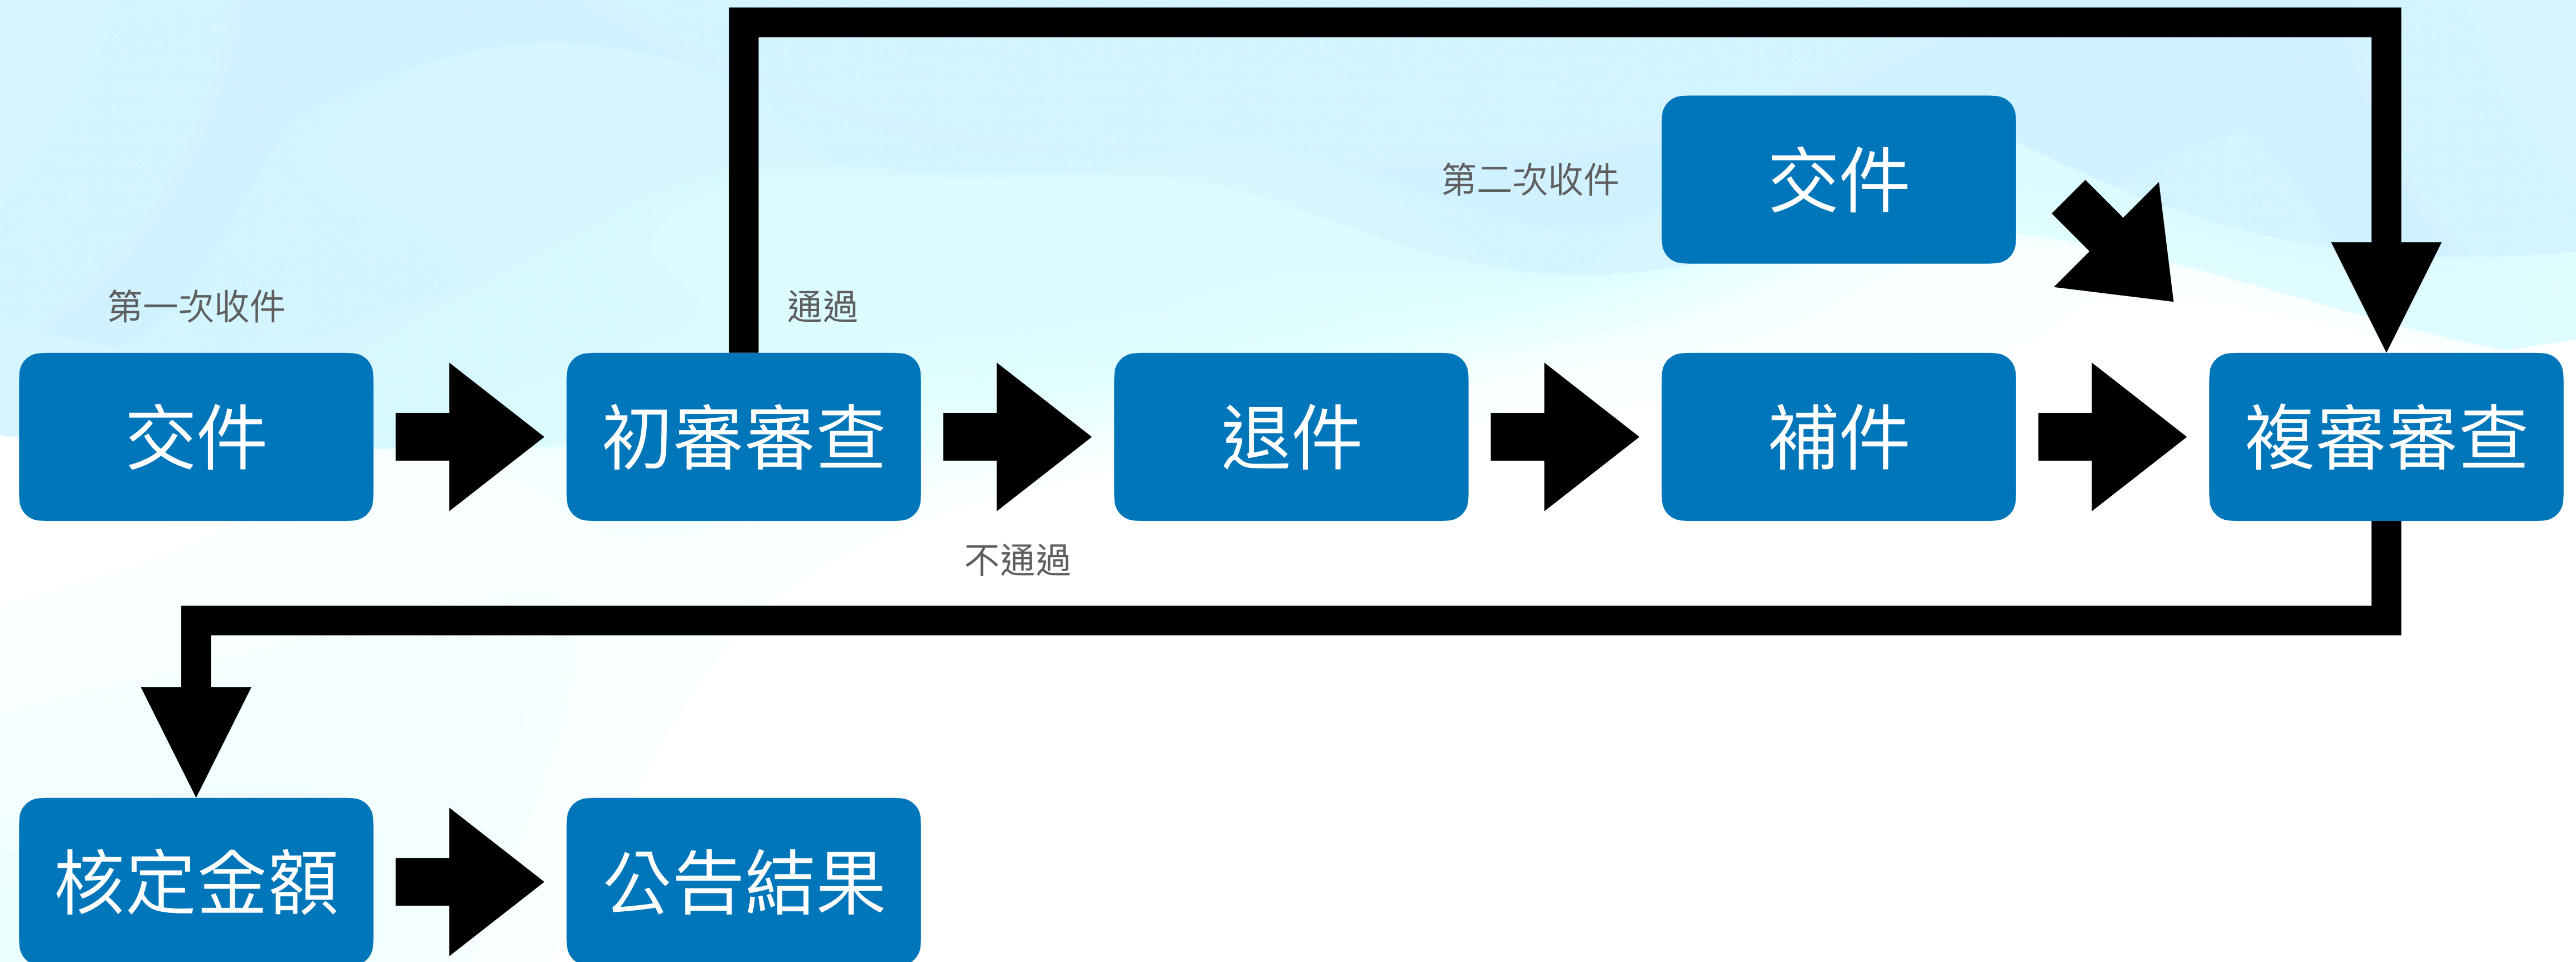 第二次收件
交件
第一次收件
通過
交件
初審審查
退件
補件
複審審查
不通過
核定金額
公告結果